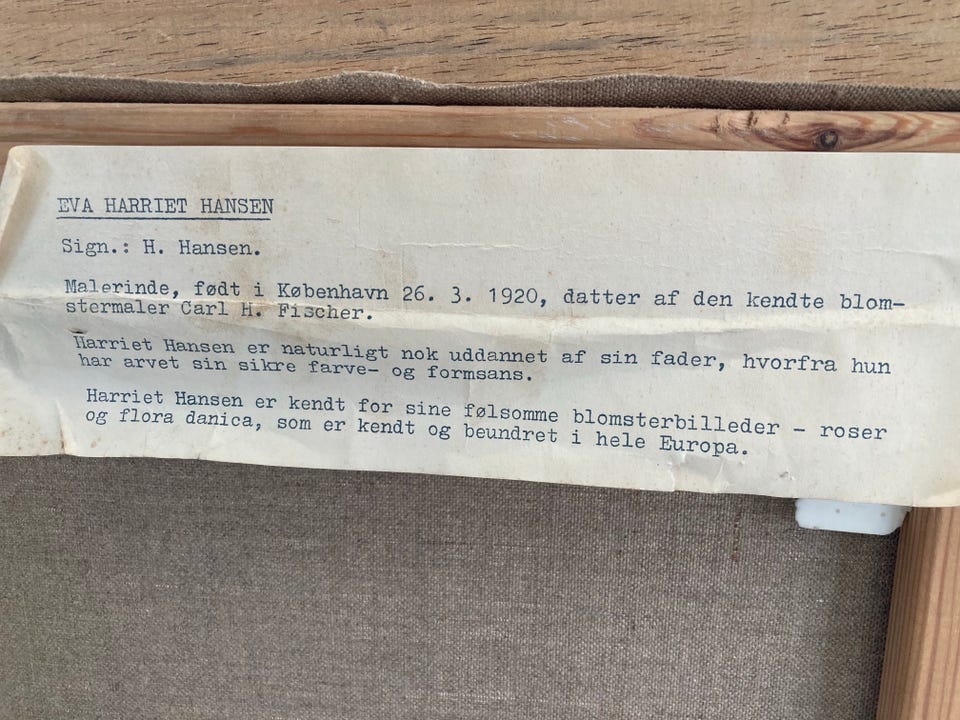 EVA HARRIET HANSEN
Sign.: H. Hansen.
Malerinde, født i København 26. 3. 1920, datter af den kendte blom-
stermaler Carl H. Fischer.
Harriet Hansen er naturligt nok uddannet af sin fader, hvorfra hun
har arvet sin sikre farve- og formsans.
Harriet Hansen er kendt for sine følsomme blomsterbilleder - roser
og flora danica, som er kendt og beundret i hele Europa.